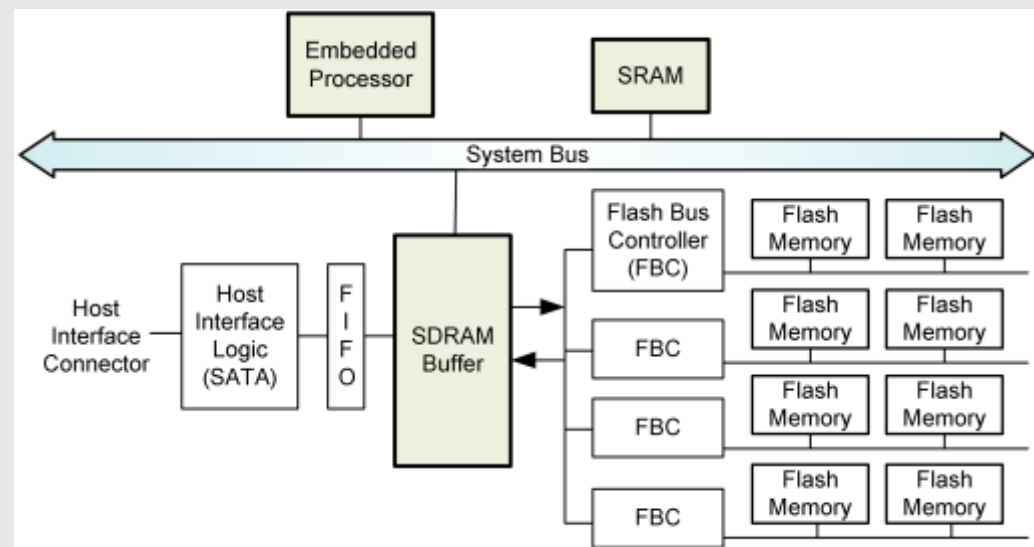 Embedded
Processor
SRAM
System Bus
Host
Interface
Connector
Host
Interface
Logic
(SATA)
F
I
F
O
SDRAM
Buffer
Flash Bus
Controller
(FBC)
Flash
Memory
Flash
Memory
FBC
Flash
Memory
Flash
Memory
FBC
Flash
Memory
Flash
Memory
FBC
Flash
Memory
Flash
Memory